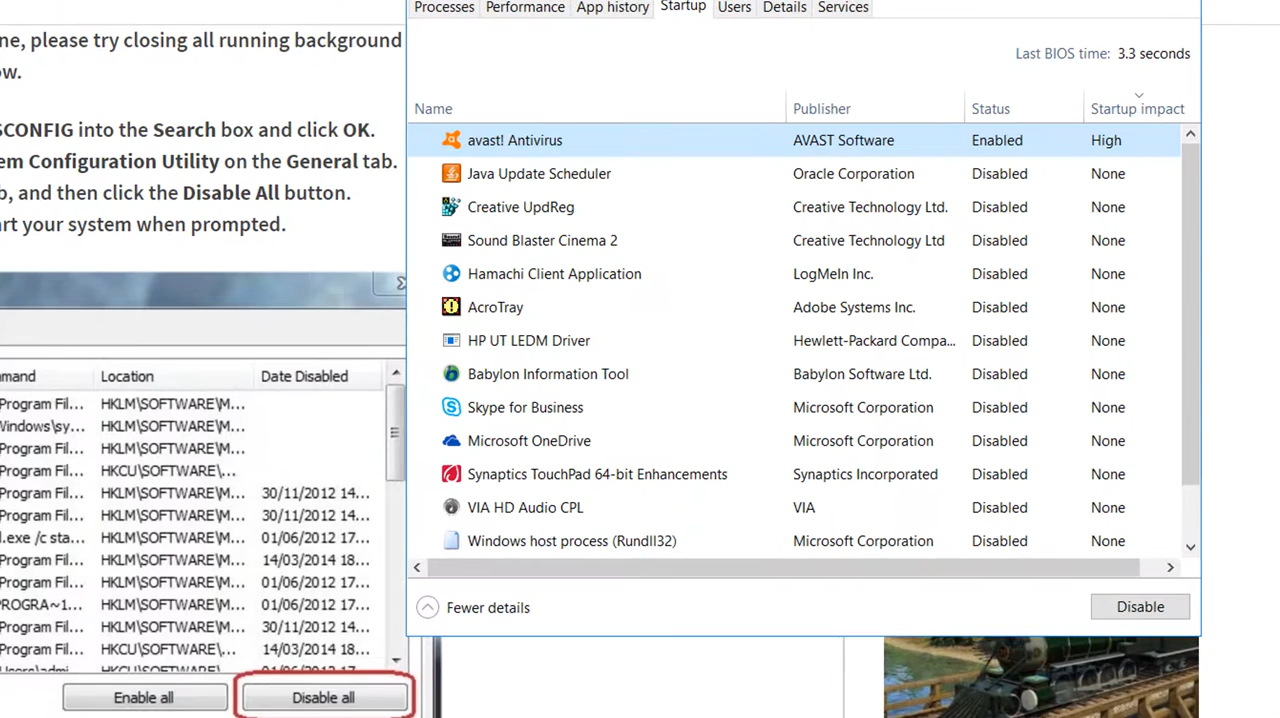 Processes Performance App history Startup Users Details Services
ne, please try closing all running background
ow.
SCONFIG into the Search box and click OK.
em Configuration Utility on the General tab.
b, and then click the Disable All button.
rt your system when prompted.
Last BIOS time: 3.3 seconds
Name Publisher Status Startup impact
avast! Antivirus AVAST Software Enabled High
Java Update Scheduler Oracle Corporation Disabled None
Creative UpdReg Creative Technology Ltd. Disabled None
Sound Blaster Cinema 2 Creative Technology Ltd Disabled None
Hamachi Client Application LogMeIn Inc. Disabled None
AcroTray Adobe Systems Inc. Disabled None
HP UT LEDM Driver Hewlett-Packard Compa... Disabled None
Babylon Information Tool Babylon Software Ltd. Disabled None
Skype for Business Microsoft Corporation Disabled None
Microsoft OneDrive Microsoft Corporation Disabled None
Synaptics TouchPad 64-bit Enhancements Synaptics Incorporated Disabled None
VIA HD Audio CPL VIA Disabled None
Windows host process (Rundll32) Microsoft Corporation Disabled None
Fewer details Disable
mand Location Date Disabled
Program Fil... HKLM\SOFTWARE\M...
Windows\sy... HKLM\SOFTWARE\M...
Program Fil... HKLM\SOFTWARE\M...
Program Fil... HKCU\SOFTWARE\...
Program Fil... HKLM\SOFTWARE\M... 30/11/2012 14...
Program Fil... HKLM\SOFTWARE\M... 30/11/2012 14...
l.exe /c sta... HKLM\SOFTWARE\M... 01/06/2012 17...
Program Fil... HKLM\SOFTWARE\M... 14/03/2014 18...
Program Fil... HKLM\SOFTWARE\M... 01/06/2012 17...
PROGRA~1... HKLM\SOFTWARE\M... 01/06/2012 17...
Program Fil... HKLM\SOFTWARE\M... 30/11/2012 14...
Program Fil... HKCU\SOFTWARE\M... 14/03/2014 18...
Enable all Disable all